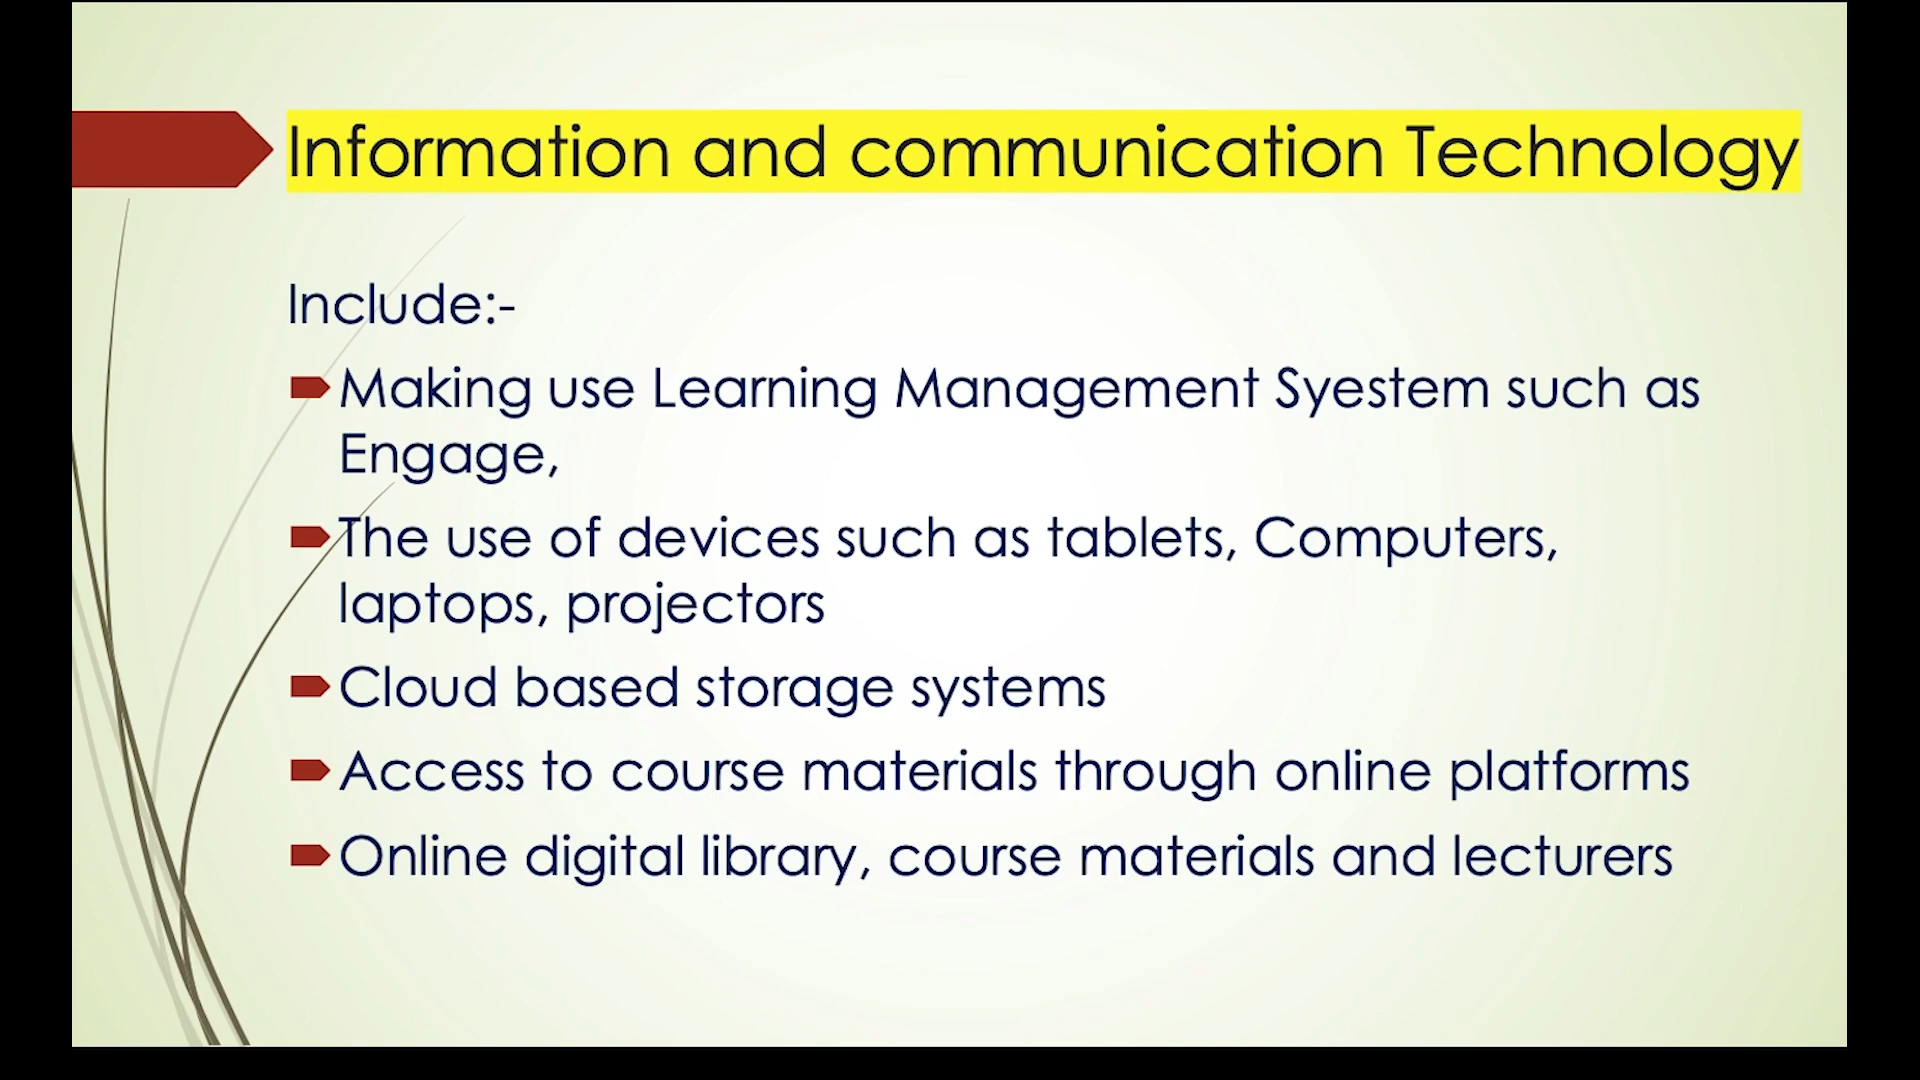 Information and communication Technology
Include:-
Making use Learning Management Syestem such as
Engage,
The use of devices such as tablets, Computers,
laptops, projectors
Cloud based storage systems
Access to course materials through online platforms
Online digital library, course materials and lecturers